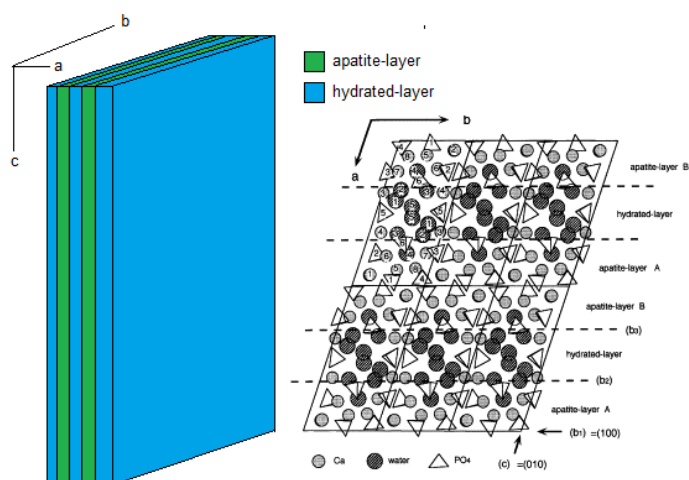 b
a
c
apatite-layer
hydrated-layer
b
a
apatite-layer B
hydrated-layer
apatite-layer A
apatite-layer B
(b3)
hydrated-layer
(b2)
apatite-layer A
(b1) =(100)
(c) =(010)
Ca
water
PO4